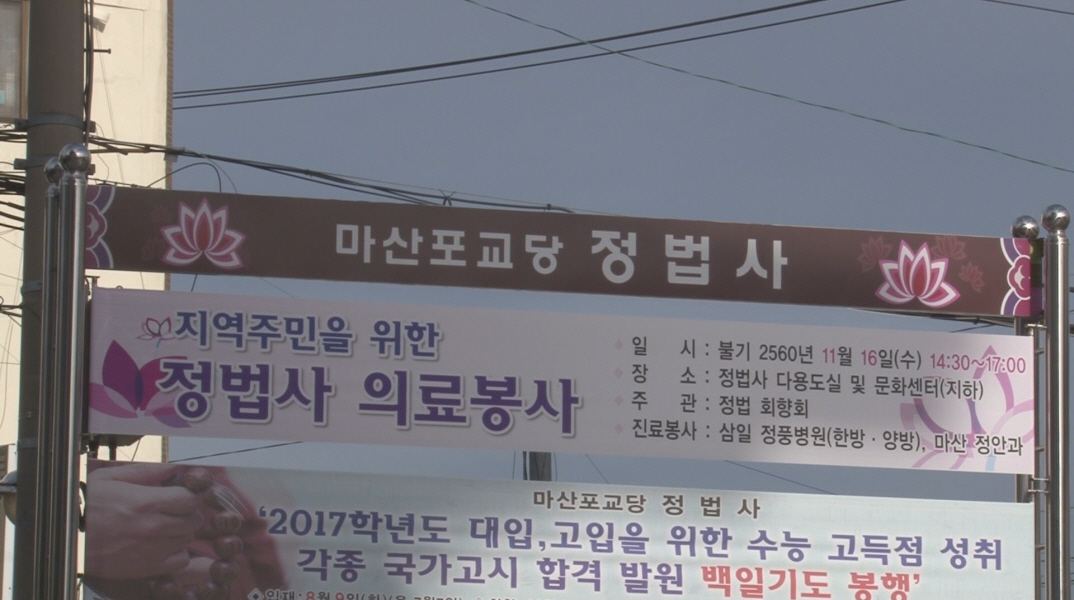 마산포교당 정법사
지역주민을 위한
정법사 의료봉사
일 시 : 불기 2560년 11월 16일(수) 14:30~17:00
장 소 : 정법사 다용도실 및 문화센터(지하)
주 관 : 정법 회향회
진료봉사 : 삼일 정풍병원(한방·양방), 마산 정안과
마산포교당 정법사
'2017학년도 대입,고입을 위한 수능 고득점 성취
각종 국가고시 합격 발원 백일기도 봉행'